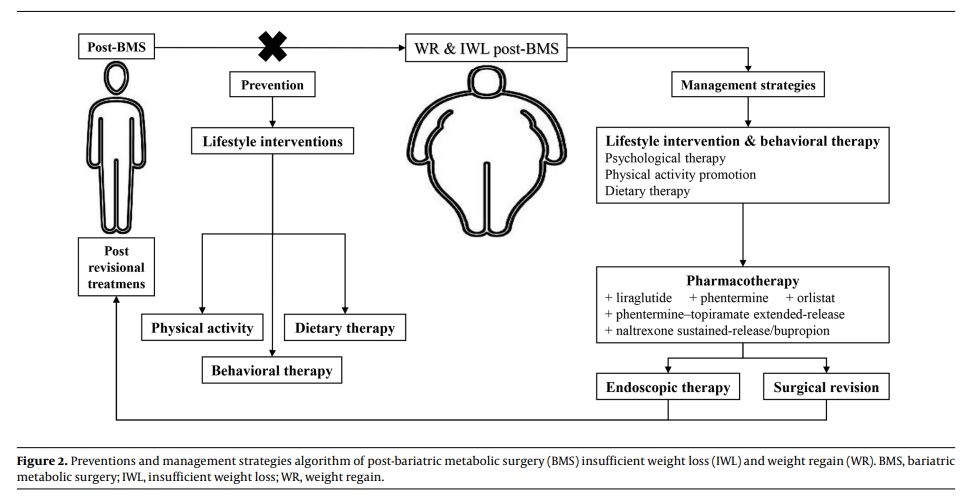 Post-BMS
WR & IWL post-BMS
Prevention
Management strategies
Lifestyle interventions
Lifestyle intervention & behavioral therapy
Psychological therapy
Physical activity promotion
Dietary therapy
Post
revisional
treatmens
Pharmacotherapy
+ liraglutide + phentermine + orlistat
+ phentermine–topiramate extended-release
+ naltrexone sustained-release/bupropion
Physical activity
Dietary therapy
Behavioral therapy
Endoscopic therapy
Surgical revision
Figure 2. Preventions and management strategies algorithm of post-bariatric metabolic surgery (BMS) insufficient weight loss (IWL) and weight regain (WR). BMS, bariatric
metabolic surgery; IWL, insufficient weight loss; WR, weight regain.